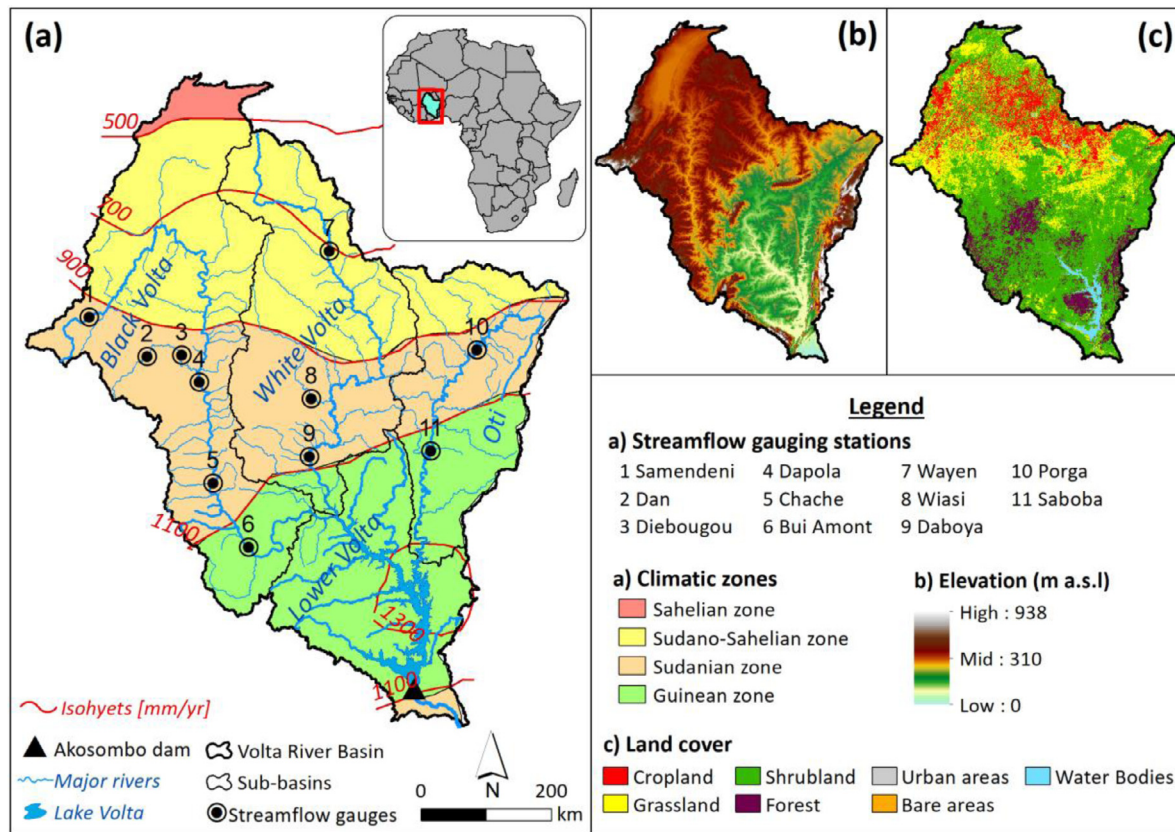 (a)
500
700
900
1100
1300
1100
Black Volta
White Volta
Oti
Lower Volta
2
3
4
5
6
7
8
9
10
11
Isohyets [mm/yr]
Akosombo dam
Volta River Basin
Major rivers
Sub-basins
Lake Volta
Streamflow gauges
N
0 200
km
(b)
(c)
Legend
a) Streamflow gauging stations
1 Samendeni 4 Dapola 7 Wayen 10 Porga
2 Dan 5 Chache 8 Wiasi 11 Saboba
3 Diebougou 6 Bui Amont 9 Daboya
a) Climatic zones
Sahelian zone
Sudano-Sahelian zone
Sudanian zone
Guinean zone
b) Elevation (m a.s.l)
High : 938
Mid : 310
Low : 0
c) Land cover
Cropland Shrubland Urban areas Water Bodies
Grassland Forest Bare areas